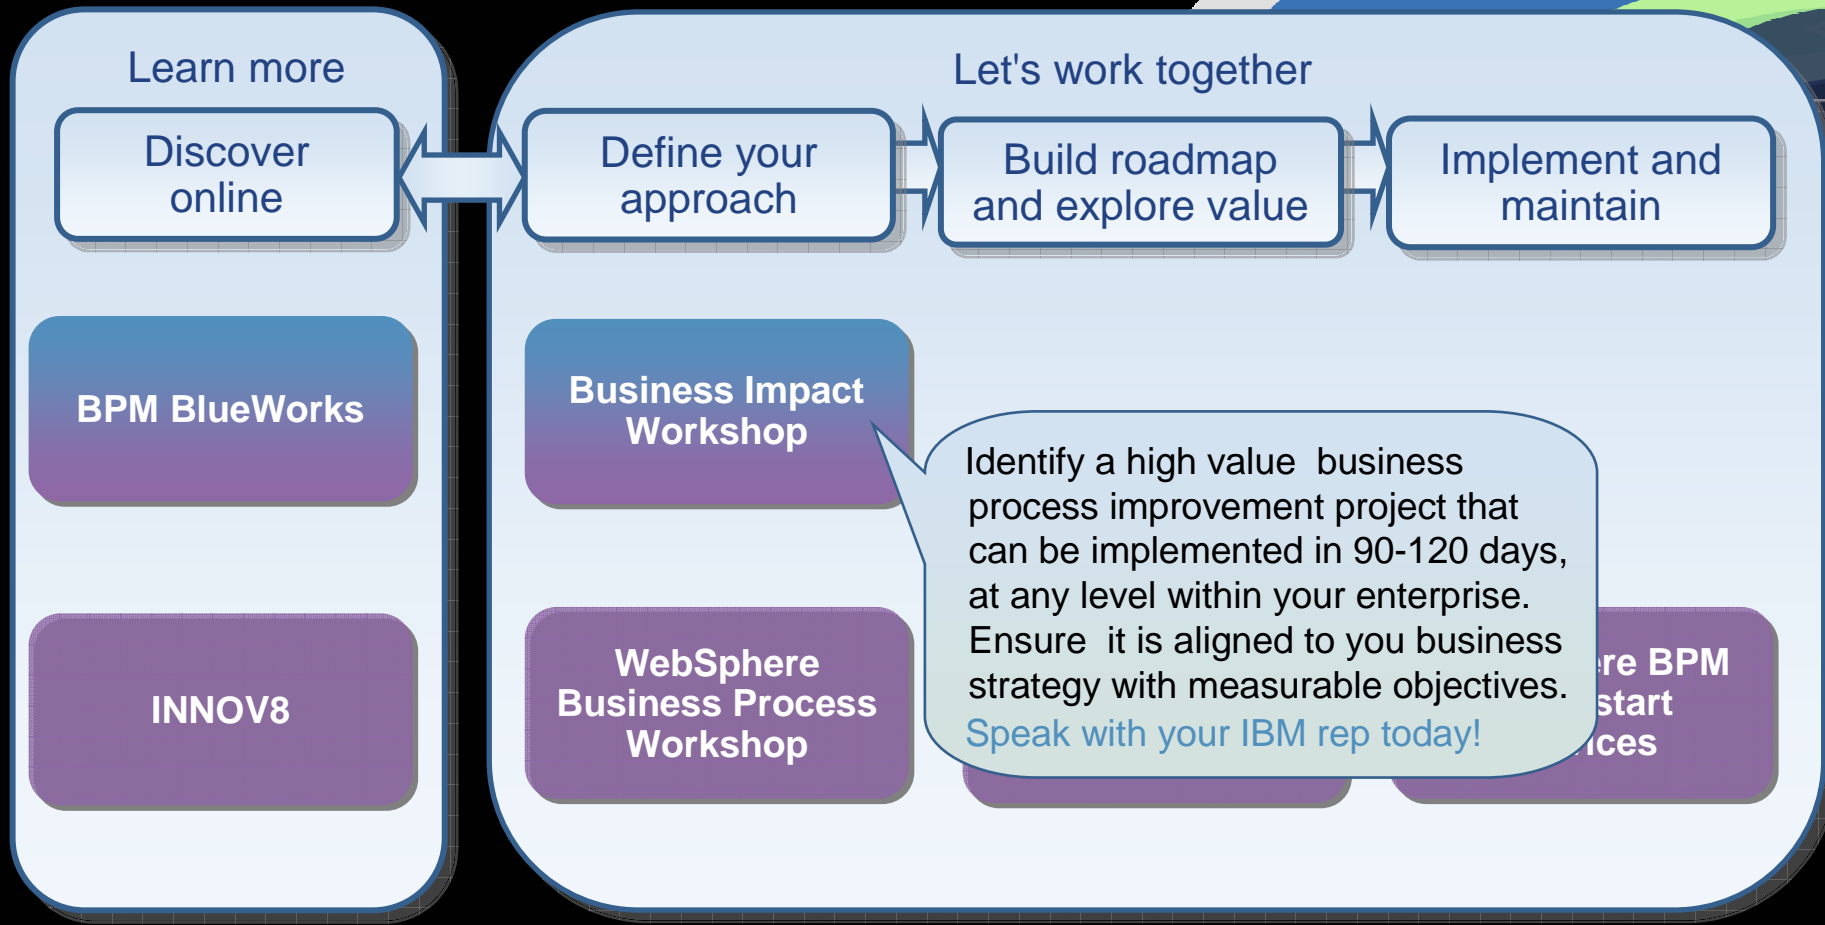 Learn more
Discover
online
BPM BlueWorks
INNOV8
Let's work together
Define your
approach
Build roadmap
and explore value
Implement and
maintain
Business Impact
Workshop
Identify a high value  business
process improvement project that
can be implemented in 90-120 days,
at any level within your enterprise.
Ensure  it is aligned to you business
strategy with measurable objectives.
Speak with your IBM rep today!
WebSphere
Business Process
Workshop
BPM
start